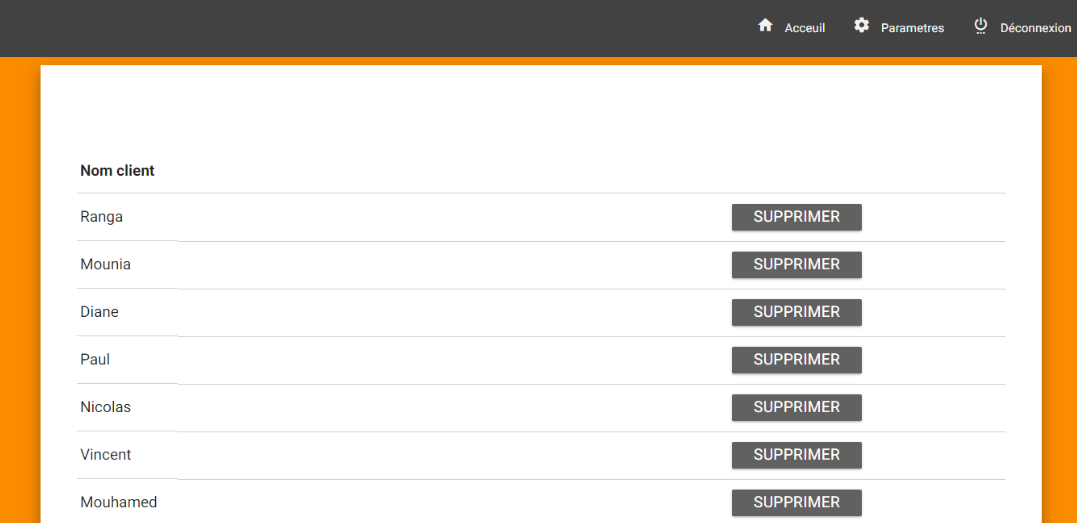 Acceuil Parametres Déconnexion
Nom client
Ranga SUPPRIMER
Mounia SUPPRIMER
Diane SUPPRIMER
Paul SUPPRIMER
Nicolas SUPPRIMER
Vincent SUPPRIMER
Mouhamed SUPPRIMER